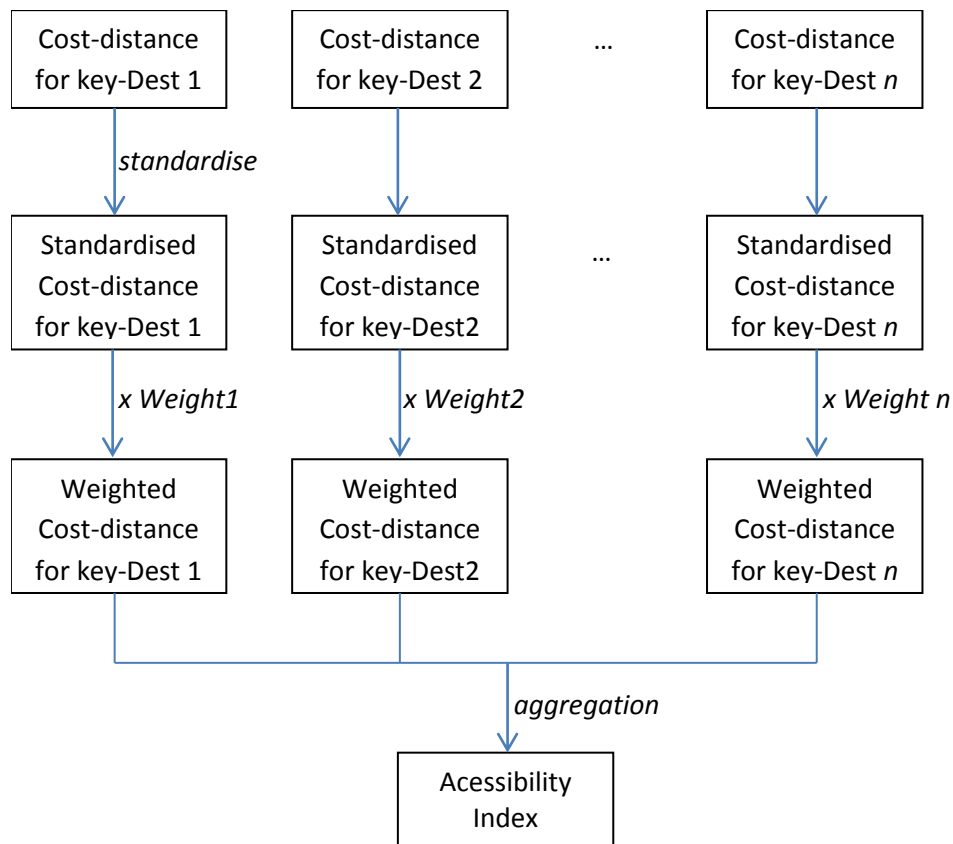 Cost-distance
for key-Dest 1
Cost-distance
for key-Dest 2
...
Cost-distance
for key-Dest n
standardise
Standardised
Cost-distance
for key-Dest 1
Standardised
Cost-distance
for key-Dest2
...
Standardised
Cost-distance
for key-Dest n
x Weight1
x Weight2
x Weight n
Weighted
Cost-distance
for key-Dest 1
Weighted
Cost-distance
for key-Dest2
Weighted
Cost-distance
for key-Dest n
aggregation
Acessibility
Index